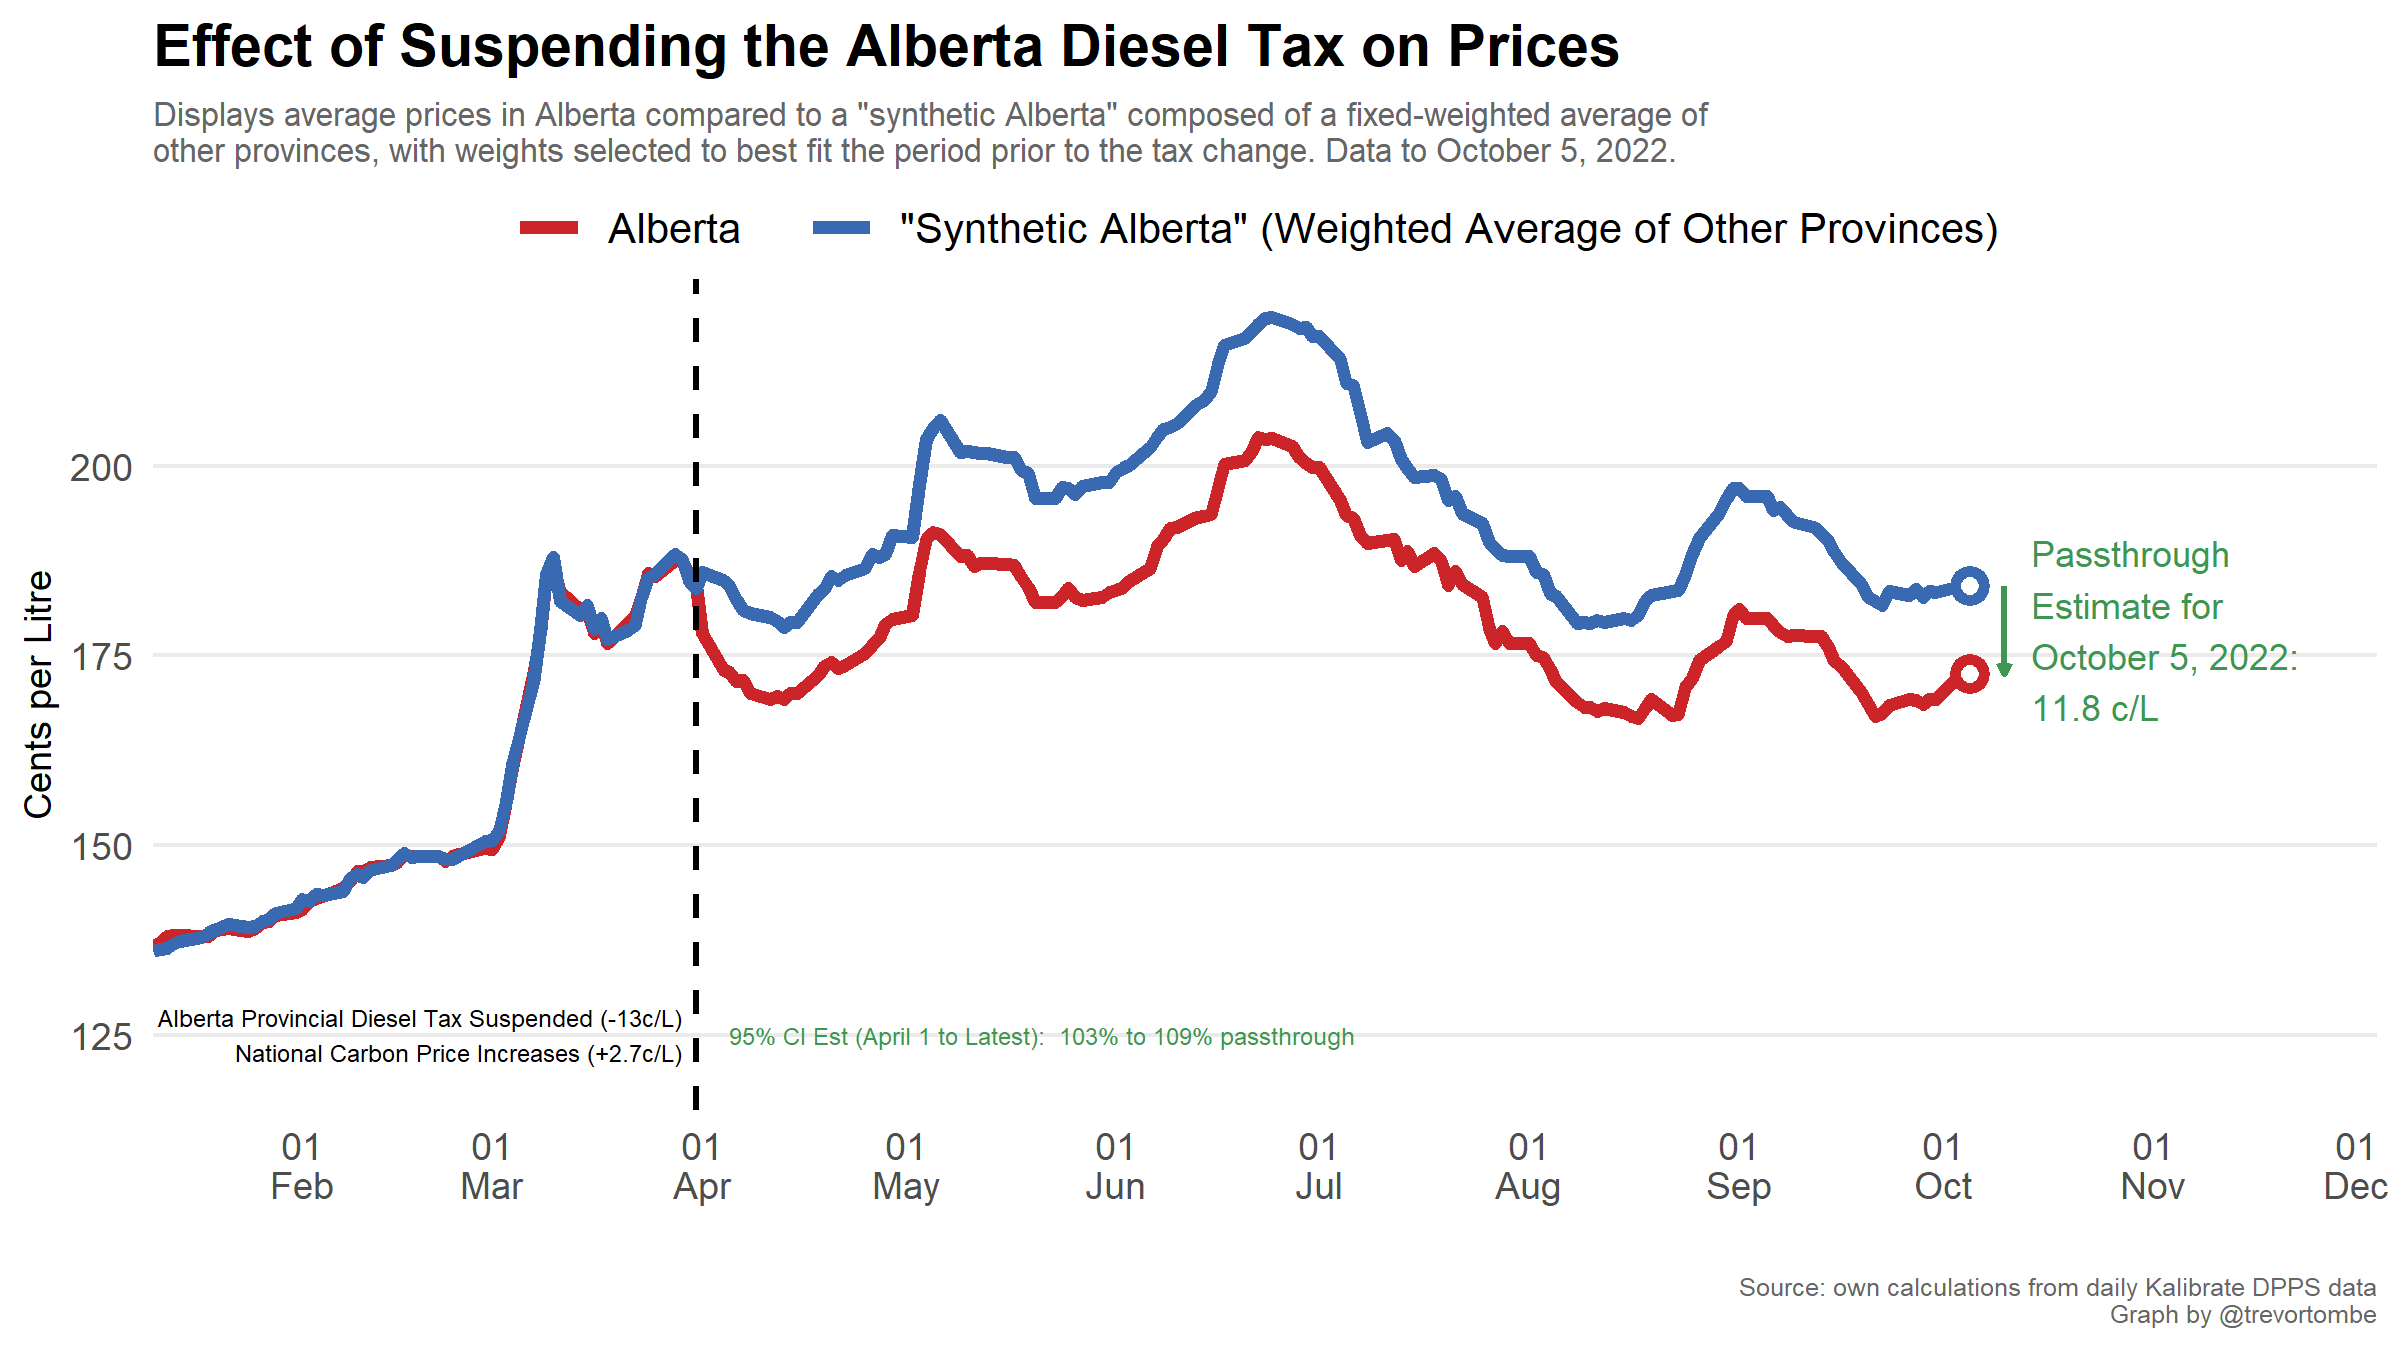 Effect of Suspending the Alberta Diesel Tax on Prices
Displays average prices in Alberta compared to a "synthetic Alberta" composed of a fixed-weighted average of
other provinces, with weights selected to best fit the period prior to the tax change. Data to October 5, 2022.
Alberta
"Synthetic Alberta" (Weighted Average of Other Provinces)
Cents per Litre
200
175
150
125
Passthrough
Estimate for
October 5, 2022:
11.8 c/L
Alberta Provincial Diesel Tax Suspended (-13c/L)
National Carbon Price Increases (+2.7c/L)
95% CI Est (April 1 to Latest):  103% to 109% passthrough
01
Feb
01
Mar
01
Apr
01
May
01
Jun
01
Jul
01
Aug
01
Sep
01
Oct
01
Nov
01
Dec
Source: own calculations from daily Kalibrate DPPS data
Graph by @trevortombe